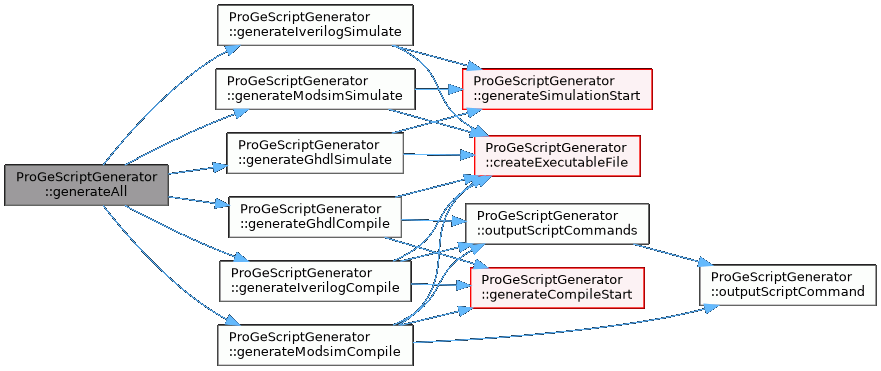 ProGeScriptGenerator
::generateAll
ProGeScriptGenerator
::generateIverilogSimulate
ProGeScriptGenerator
::generateModsimSimulate
ProGeScriptGenerator
::generateGhdlSimulate
ProGeScriptGenerator
::generateGhdlCompile
ProGeScriptGenerator
::generateIverilogCompile
ProGeScriptGenerator
::generateModsimCompile
ProGeScriptGenerator
::generateSimulationStart
ProGeScriptGenerator
::createExecutableFile
ProGeScriptGenerator
::outputScriptCommands
ProGeScriptGenerator
::generateCompileStart
ProGeScriptGenerator
::outputScriptCommand